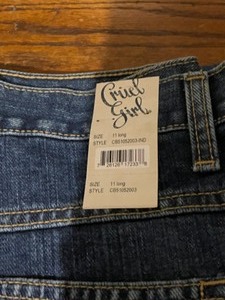 Cruel
Girl
SIZE 11 long
STYLE CB51052003-IND
SIZE 11 long
STYLE CB51052003